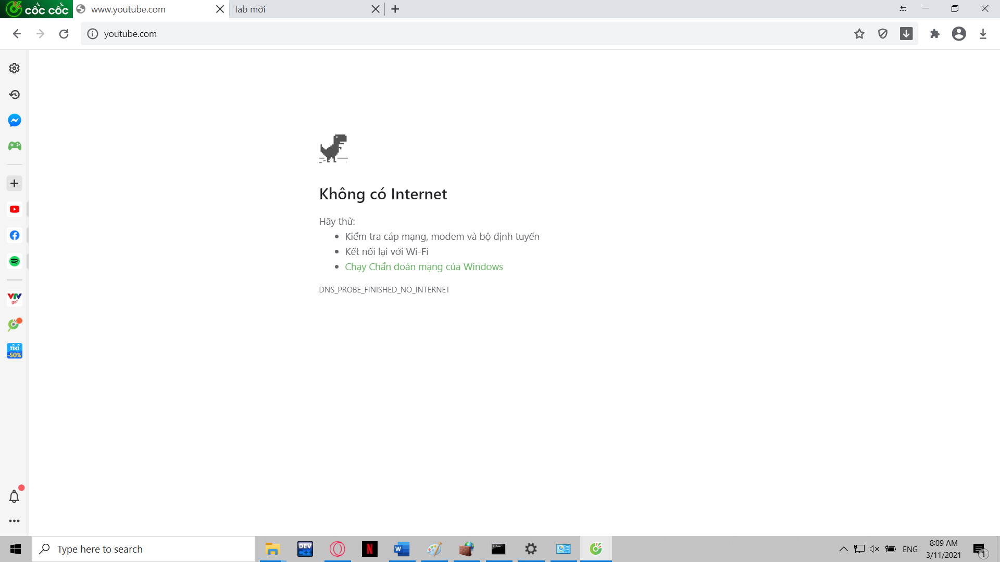 cốc cốc
www.youtube.com
Tab mới
youtube.com
Không có Internet
Hãy thử:
Kiểm tra cáp mạng, modem và bộ định tuyến
Kết nối lại với Wi-Fi
Chạy Chẩn đoán mạng của Windows
DNS_PROBE_FINISHED_NO_INTERNET
VTV
go
TIKI
-50%
Type here to search
DEV
C++
N
W
ENG
8:09 AM
3/11/2021
1